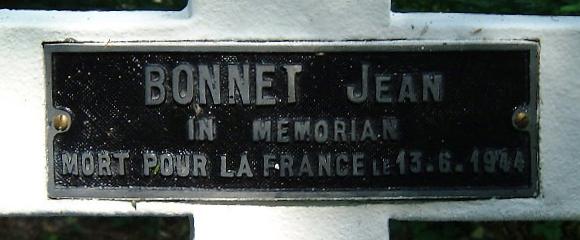 BONNET JEAN
IN MEMORIAN
MORT POUR LA FRANCE LE 13.6.1944